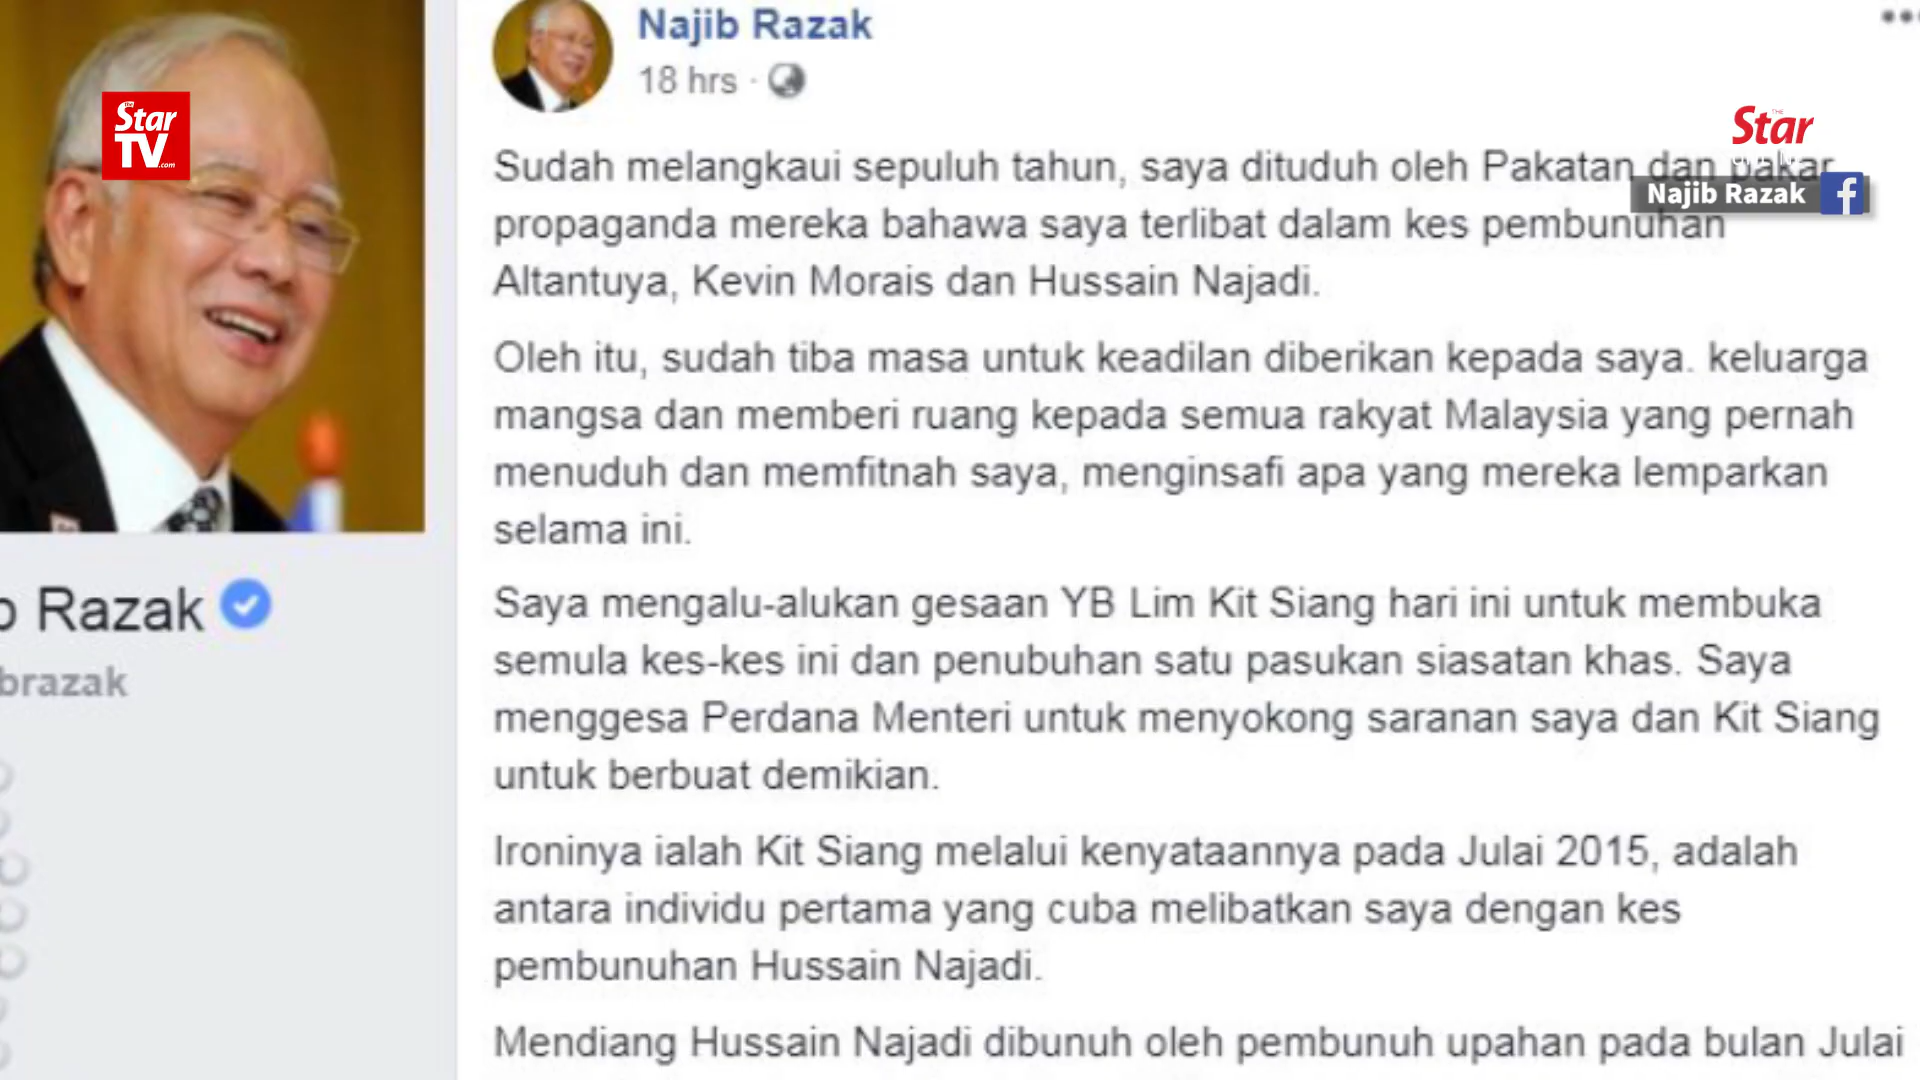 The
Star
TV
.com
b Razak
brazak
Najib Razak
18 hrs
THE
Star
Najib Razak
Sudah melangkaui sepuluh tahun, saya dituduh oleh Pakatan dan pakar
propaganda mereka bahawa saya terlibat dalam kes pembunuhan
Altantuya, Kevin Morais dan Hussain Najadi.
Oleh itu, sudah tiba masa untuk keadilan diberikan kepada saya. keluarga
mangsa dan memberi ruang kepada semua rakyat Malaysia yang pernah
menuduh dan memfitnah saya, menginsafi apa yang mereka lemparkan
selama ini.
Saya mengalu-alukan gesaan YB Lim Kit Siang hari ini untuk membuka
semula kes-kes ini dan penubuhan satu pasukan siasatan khas. Saya
menggesa Perdana Menteri untuk menyokong saranan saya dan Kit Siang
untuk berbuat demikian.
Ironinya ialah Kit Siang melalui kenyataannya pada Julai 2015, adalah
antara individu pertama yang cuba melibatkan saya dengan kes
pembunuhan Hussain Najadi.
Mendiang Hussain Najadi dibunuh oleh pembunuh upahan pada bulan Julai